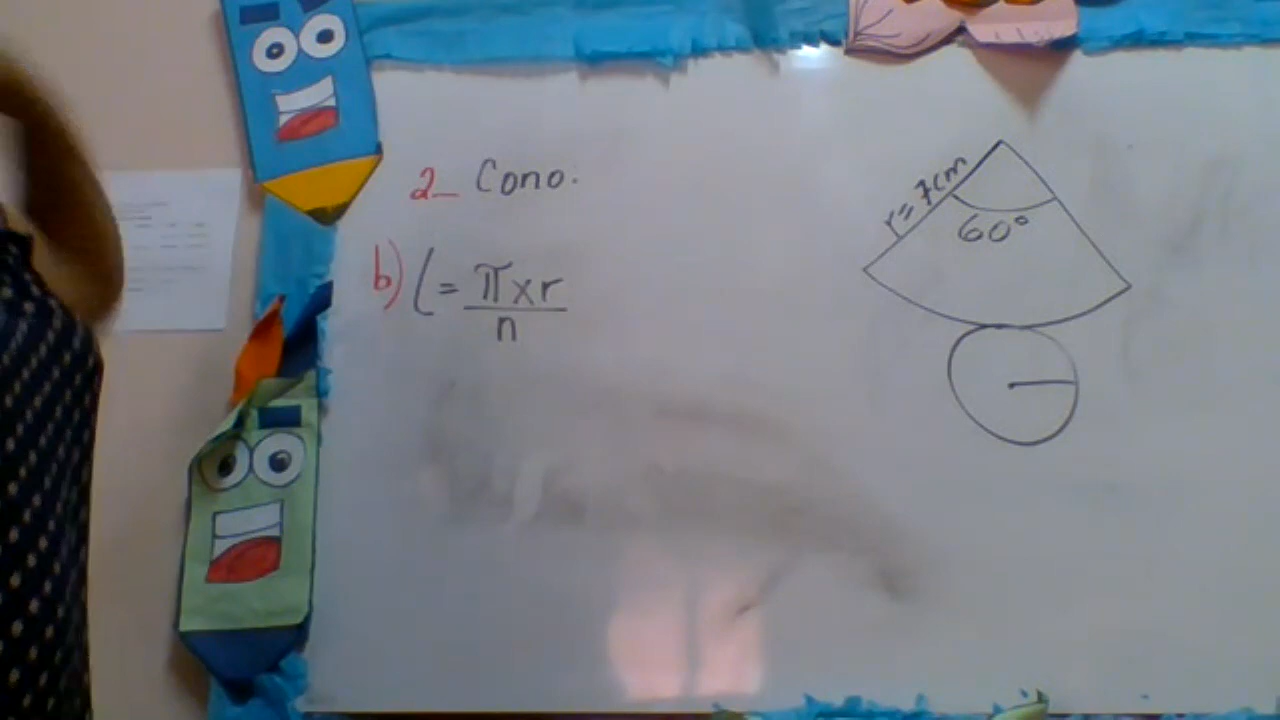 2_ Cono.
b) l = π x r
n
r = 7cm
60°